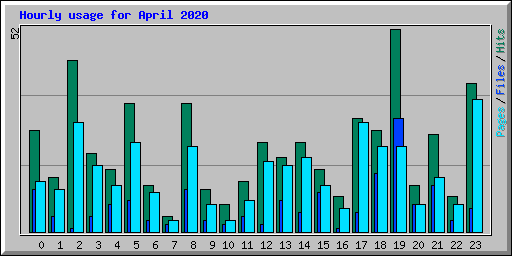 Hourly usage for April 2020
52
Pages/Files/Hits
0 1 2 3 4 5 6 7 8 9 10 11 12 13 14 15 16 17 18 19 20 21 22 23